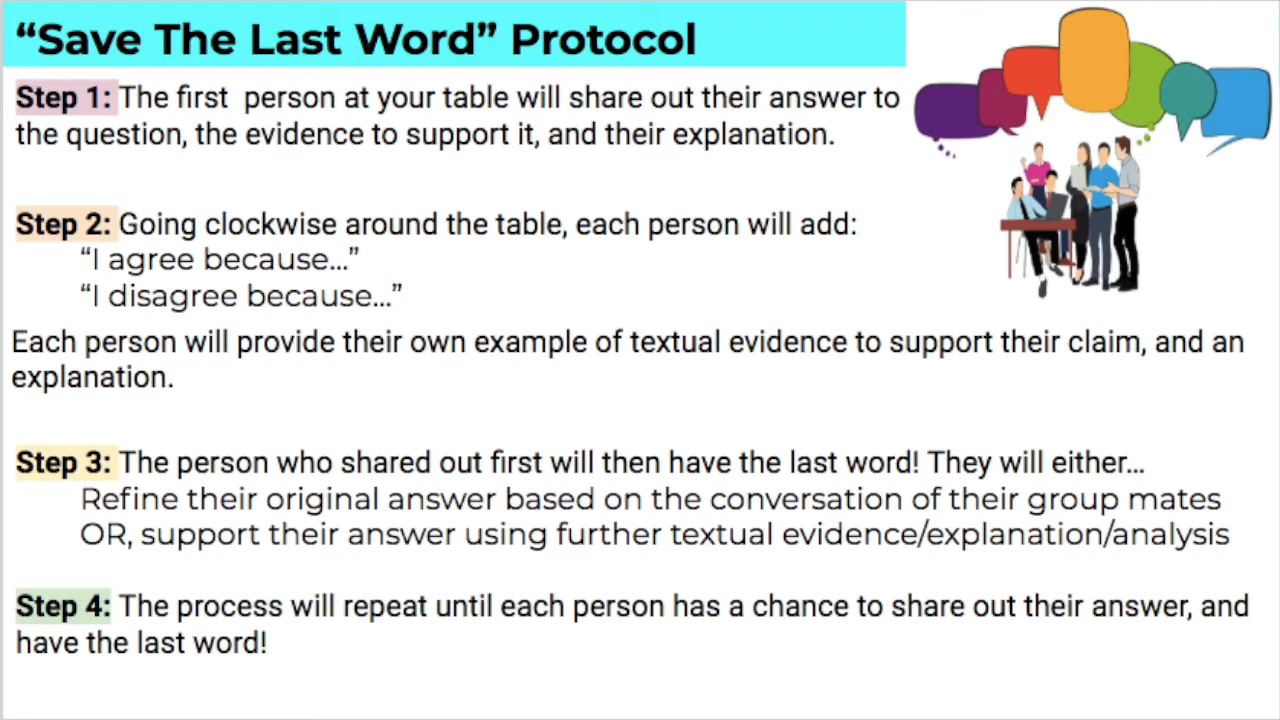 “Save The Last Word” Protocol
Step 1: The first  person at your table will share out their answer to
the question, the evidence to support it, and their explanation.
Step 2: Going clockwise around the table, each person will add:
“I agree because…”
“I disagree because…”
Each person will provide their own example of textual evidence to support their claim, and an
explanation.
Step 3: The person who shared out first will then have the last word! They will either…
Refine their original answer based on the conversation of their group mates
OR, support their answer using further textual evidence/explanation/analysis
Step 4: The process will repeat until each person has a chance to share out their answer, and
have the last word!